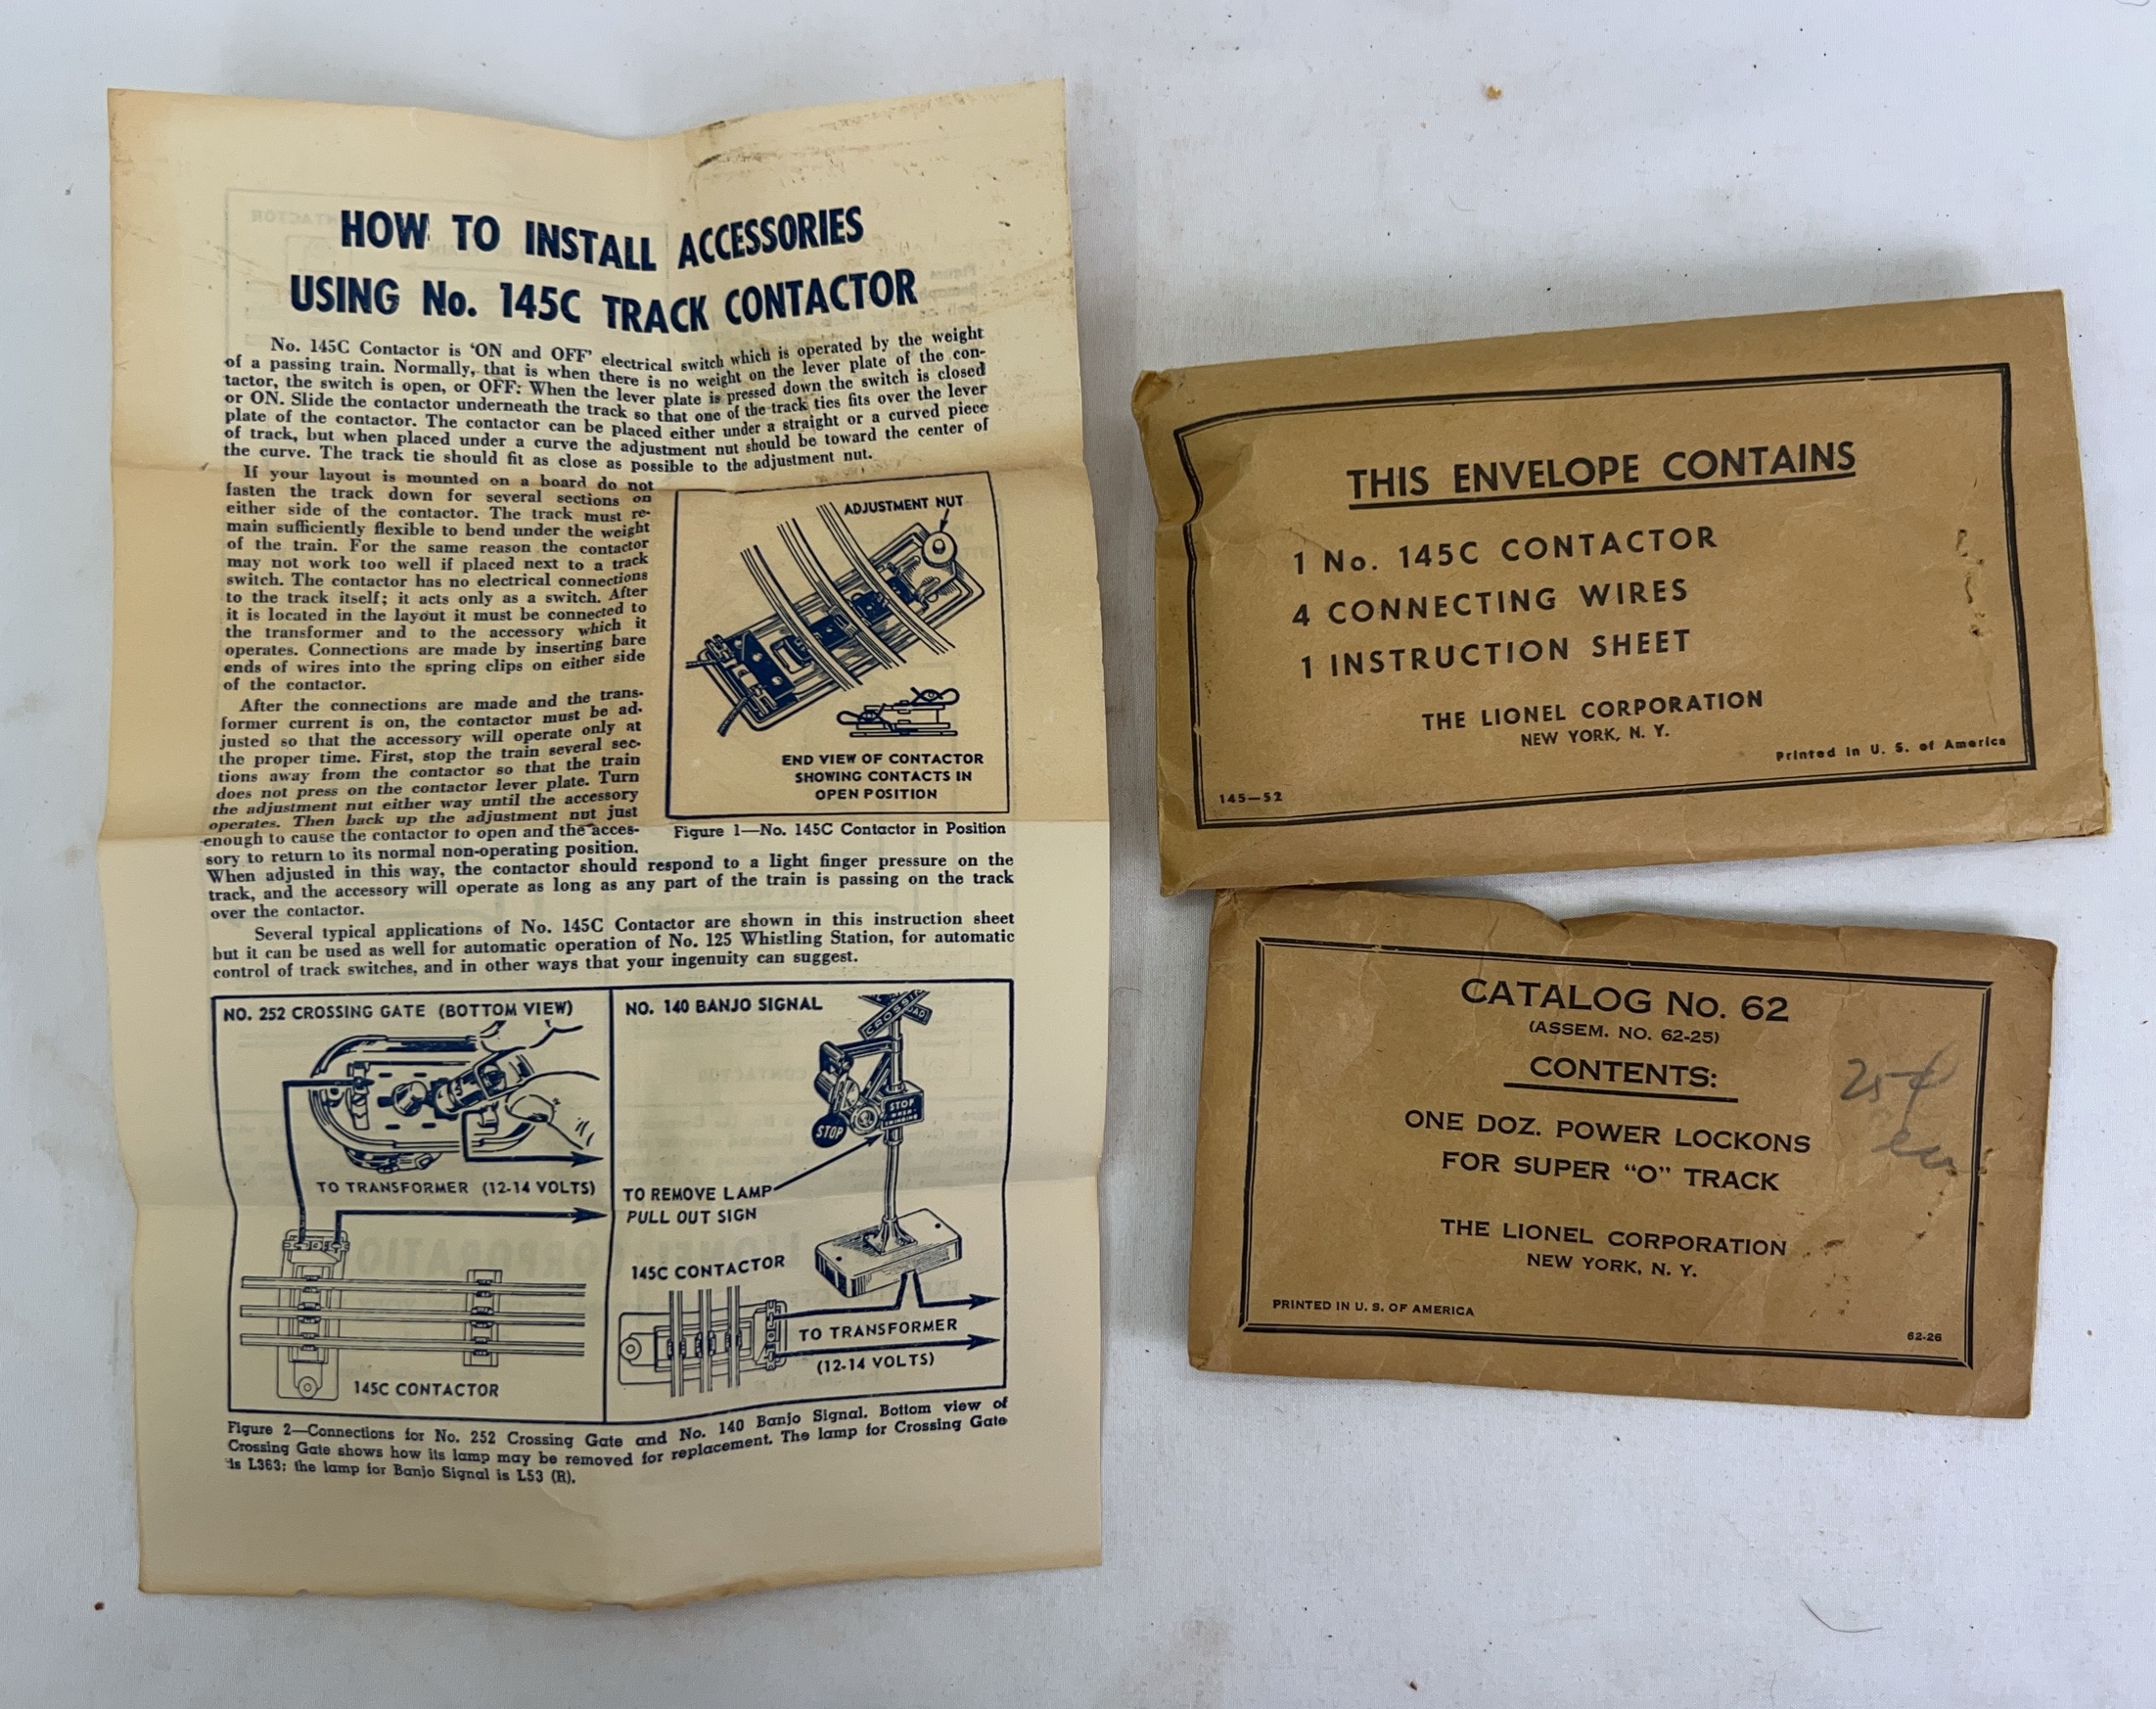 HOW TO INSTALL ACCESSORIES
USING No. 145C TRACK CONTACTOR
No. 145C Contactor is 'ON and OFF' electrical switch which is operated by the weight
of a passing train. Normally, that is when there is no weight on the lever plate of the con-
tactor, the switch is open, or OFF. When the lever plate is pressed down the switch is closed
or ON. Slide the contactor underneath the track so that one of the track ties fits over the lever
plate of the contactor. The contactor can be placed either under a straight or a curved piece
of track, but when placed under a curve the adjustment nut should be toward the center of
the curve. The track tie should fit as close as possible to the adjustment nut.
If your layout is mounted on a board do not
fasten the track down for several sections on
either side of the contactor. The track must re-
main sufficiently flexible to bend under the weight
of the train. For the same reason the contactor
may not work too well if placed next to a track
switch. The contactor has no electrical connections
to the track itself; it acts only as a switch. After
it is located in the layout it must be connected to
the transformer and to the accessory which it
operates. Connections are made by inserting bare
ends of wires into the spring clips on either side
of the contactor.
After the connections are made and the trans-
former current is on, the contactor must be ad-
justed so that the accessory will operate only at
the proper time. First, stop the train several sec-
tions away from the contactor so that the train
does not press on the contactor lever plate. Turn
the adjustment nut either way until the accessory
operates. Then back up the adjustment nut just
enough to cause the contactor to open and the acces-
sory to return to its normal non-operating position.
When adjusted in this way, the contactor should respond to a light finger pressure on the
track, and the accessory will operate as long as any part of the train is passing on the track
over the contactor.
ADJUSTMENT NUT
END VIEW OF CONTACTOR
SHOWING CONTACTS IN
OPEN POSITION
Figure 1—No. 145C Contactor in Position
Several typical applications of No. 145C Contactor are shown in this instruction sheet
but it can be used as well for automatic operation of No. 125 Whistling Station, for automatic
control of track switches, and in other ways that your ingenuity can suggest.
NO. 252 CROSSING GATE (BOTTOM VIEW)
TO TRANSFORMER (12-14 VOLTS)
145C CONTACTOR
NO. 140 BANJO SIGNAL
STOP
STOP
TO REMOVE LAMP
PULL OUT SIGN
145C CONTACTOR
TO TRANSFORMER
(12-14 VOLTS)
Figure 2—Connections for No. 252 Crossing Gate and No. 140 Banjo Signal. Bottom view of
Crossing Gate shows how its lamp may be removed for replacement. The lamp for Crossing Gate
is L363; the lamp for Banjo Signal is L53 (R).
THIS ENVELOPE CONTAINS
1 No. 145C CONTACTOR
4 CONNECTING WIRES
1 INSTRUCTION SHEET
THE LIONEL CORPORATION
NEW YORK, N. Y.
Printed in U. S. of America
145—52
CATALOG No. 62
(ASSEM. NO. 62-25)
CONTENTS:
ONE DOZ. POWER LOCKONS
FOR SUPER "O" TRACK
25¢
ea
THE LIONEL CORPORATION
NEW YORK, N. Y.
PRINTED IN U. S. OF AMERICA
62-26